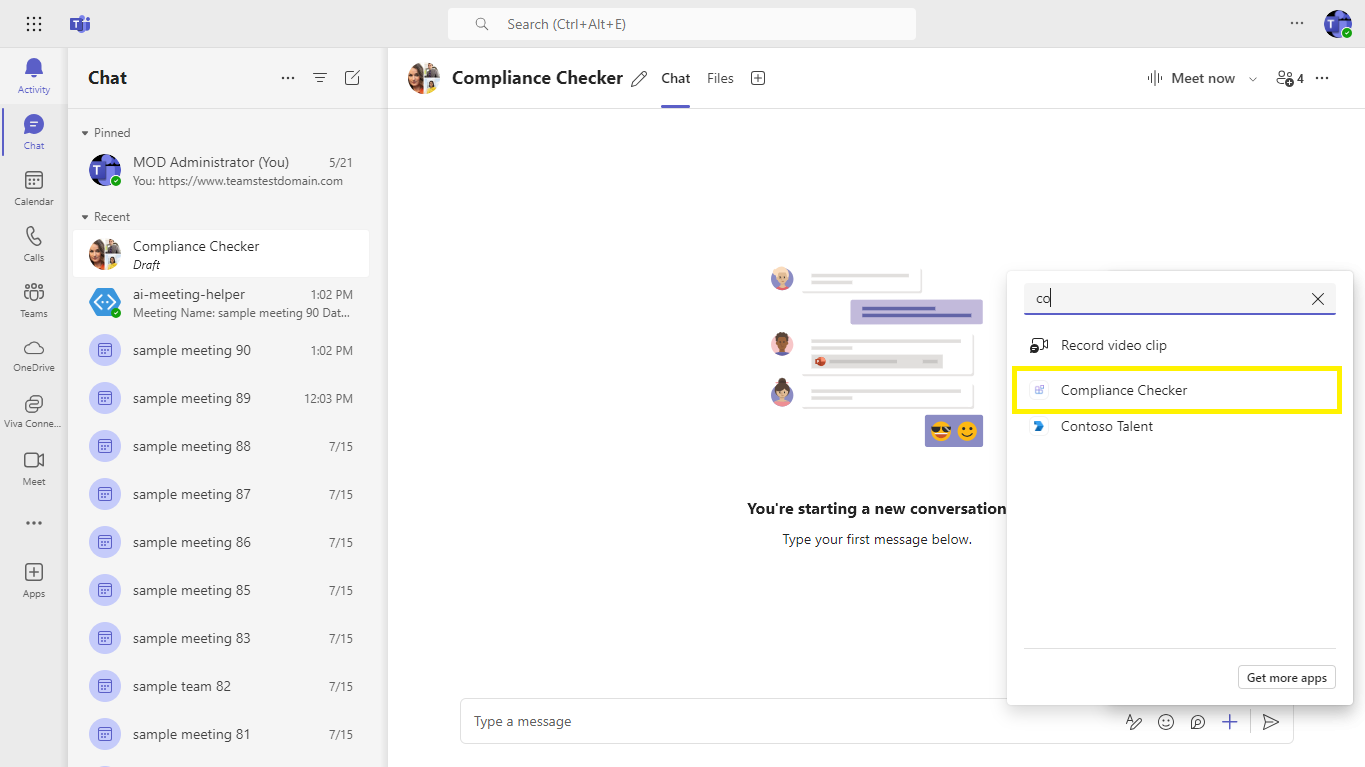 Search (Ctrl+Alt+E)
Activity
Chat
Calendar
Calls
Teams
OneDrive
Viva Conne...
Meet
Apps
Chat
Pinned
MOD Administrator (You) 5/21
You: https://www.teamstestdomain.com
Recent
Compliance Checker
Draft
ai-meeting-helper 1:02 PM
Meeting Name: sample meeting 90 Dat...
sample meeting 90 1:02 PM
sample meeting 89 12:03 PM
sample meeting 88 7/15
sample meeting 87 7/15
sample meeting 86 7/15
sample meeting 85 7/15
sample meeting 83 7/15
sample team 82 7/15
sample meeting 81 7/15
Compliance Checker Chat Files Meet now 4
You're starting a new conversation
Type your first message below.
Type a message
co
Record video clip
Compliance Checker
Contoso Talent
Get more apps